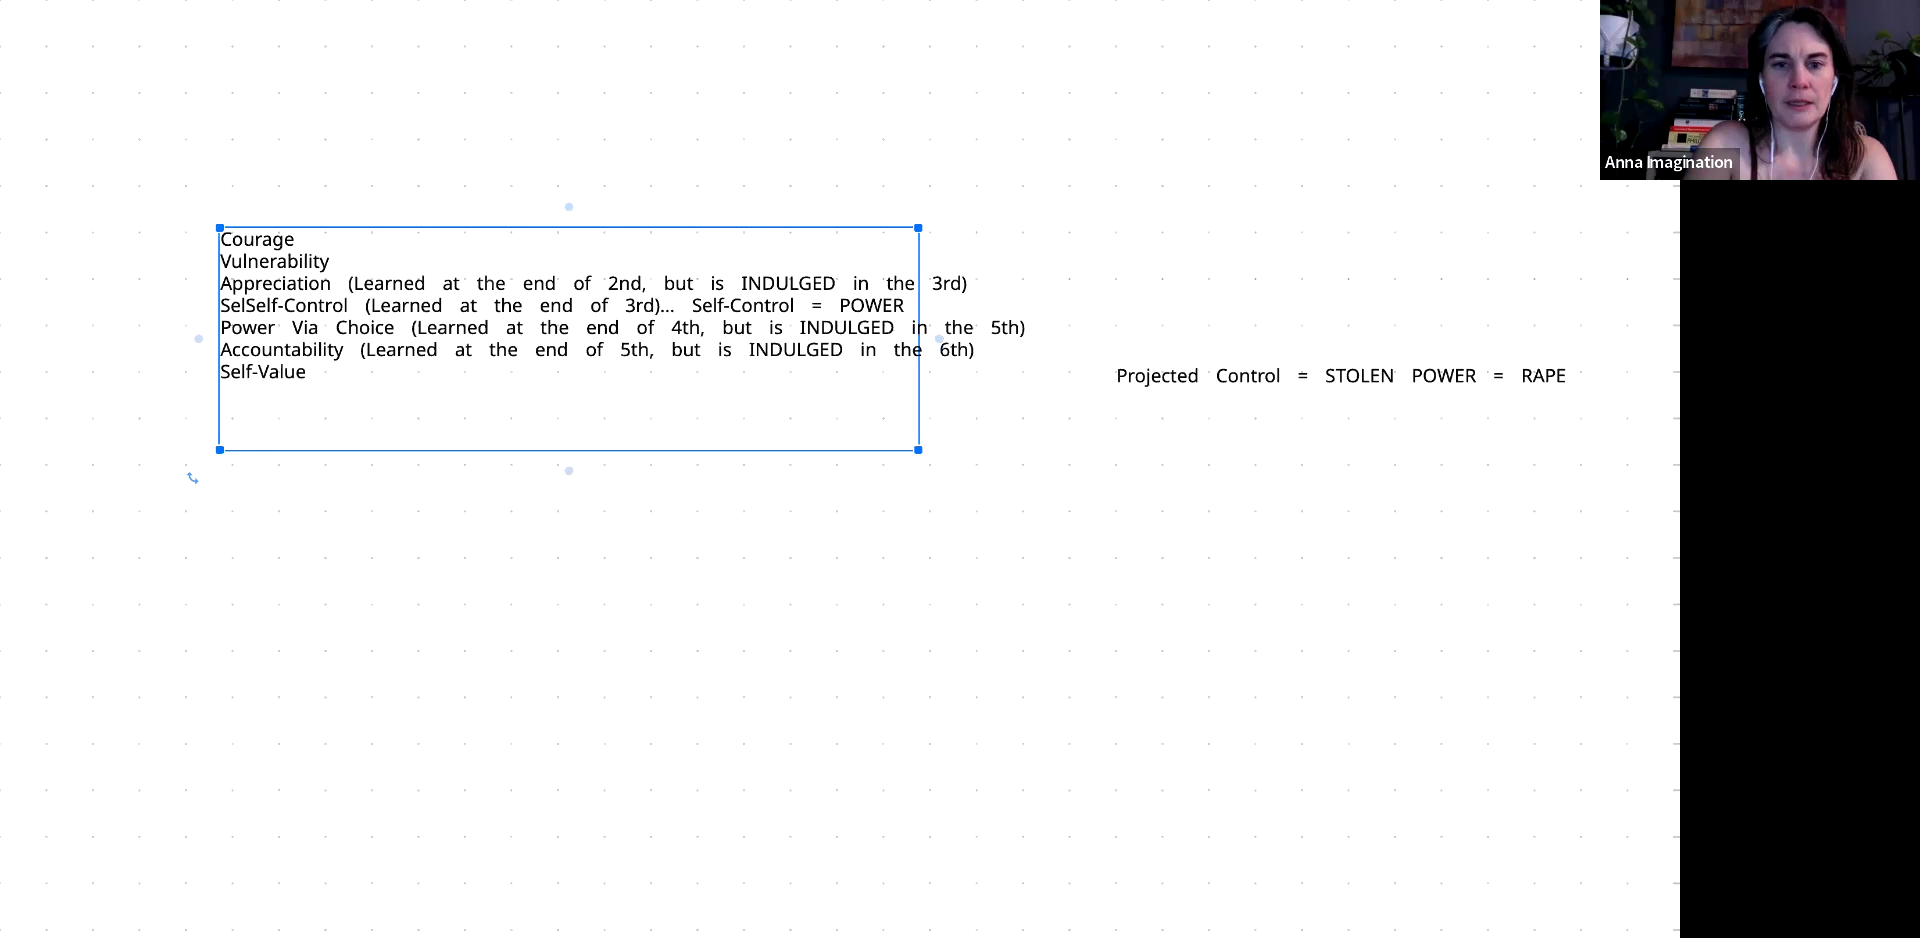 Anna Imagination
Courage
Vulnerability
Appreciation (Learned at the end of 2nd, but is INDULGED in the 3rd)
SelSelf-Control (Learned at the end of 3rd)... Self-Control = POWER
Power Via Choice (Learned at the end of 4th, but is INDULGED in the 5th)
Accountability (Learned at the end of 5th, but is INDULGED in the 6th)
Self-Value
Projected Control = STOLEN POWER = RAPE